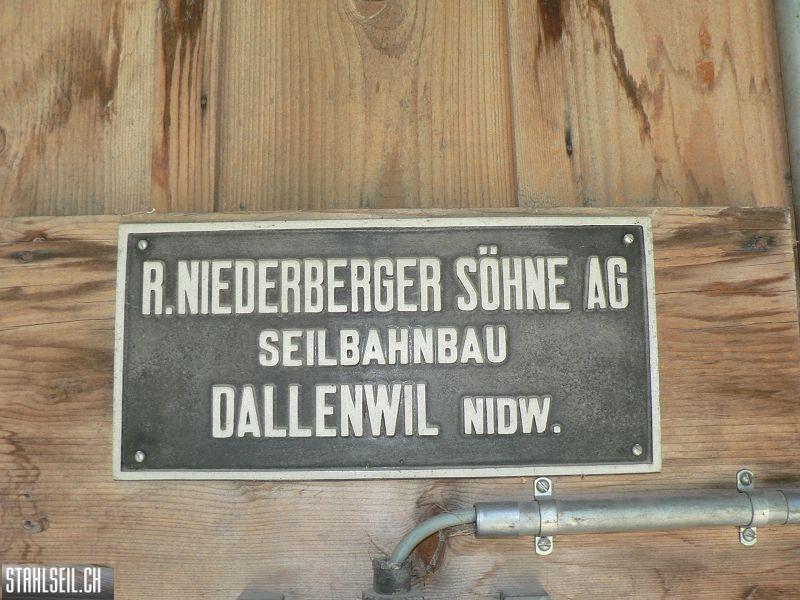 R. NIEDERBERGER SÖHNE AG
SEILBAHNBAU
DALLENWIL NIDW.
STAHLSEIL.CH